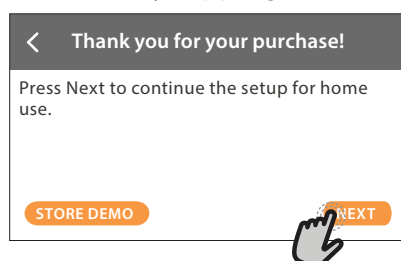 Thank you for your purchase!
Press Next to continue the setup for home
use.
STORE DEMO
NEXT